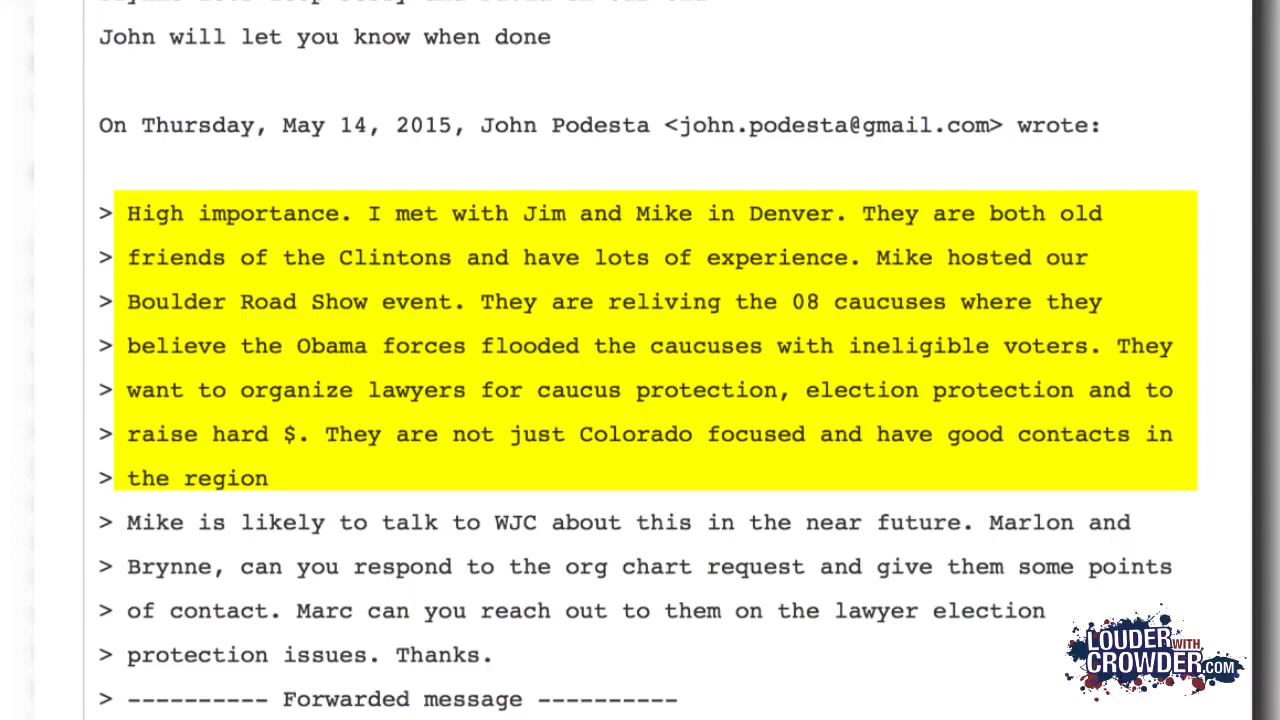 John will let you know when done
On Thursday, May 14, 2015, John Podesta <john.podesta@gmail.com> wrote:
> High importance. I met with Jim and Mike in Denver. They are both old
> friends of the Clintons and have lots of experience. Mike hosted our
> Boulder Road Show event. They are reliving the 08 caucuses where they
> believe the Obama forces flooded the caucuses with ineligible voters. They
> want to organize lawyers for caucus protection, election protection and to
> raise hard $. They are not just Colorado focused and have good contacts in
> the region
> Mike is likely to talk to WJC about this in the near future. Marlon and
> Brynne, can you respond to the org chart request and give them some points
> of contact. Marc can you reach out to them on the lawyer election
> protection issues. Thanks.
> ---------- Forwarded message ----------
LOUDER WITH
CROWDER.COM